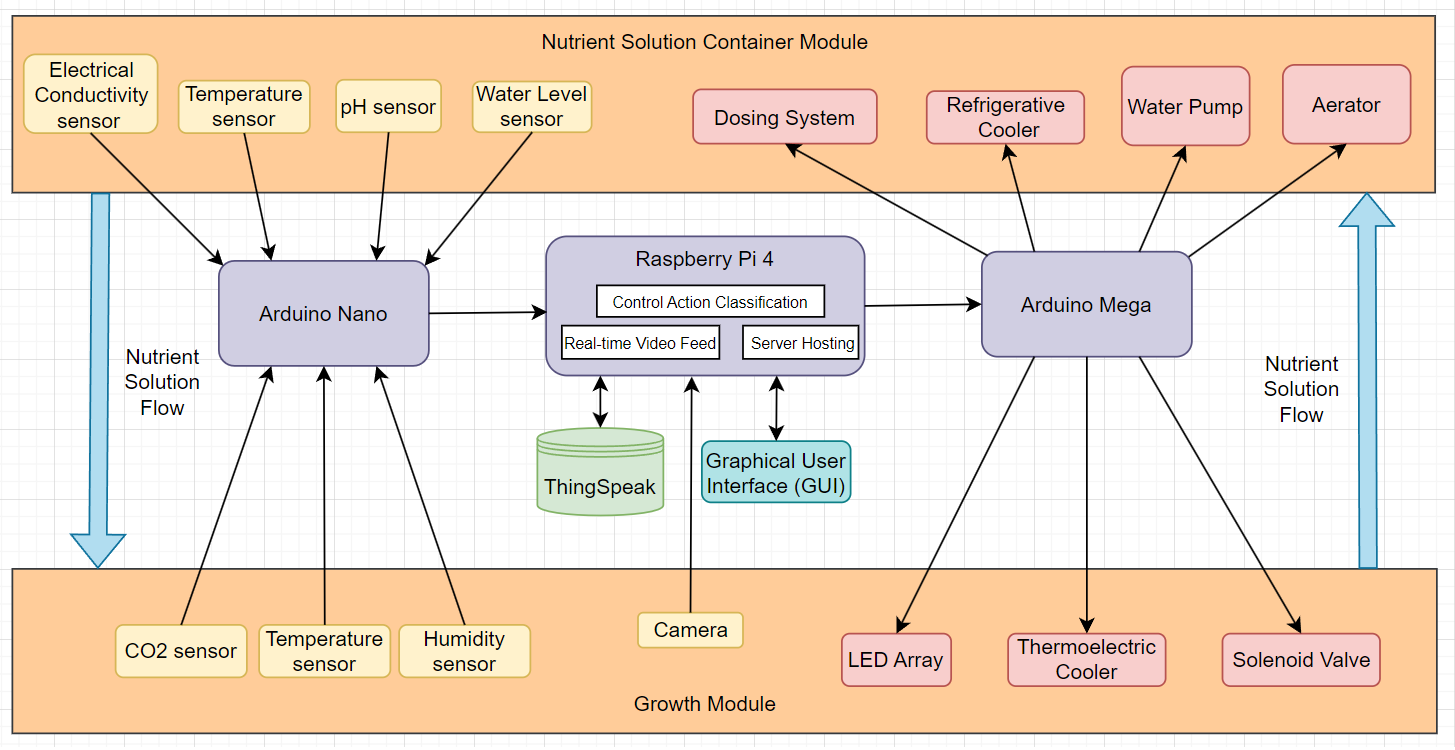 Nutrient Solution Container Module
Electrical
Conductivity
sensor
Temperature
sensor
pH sensor
Water Level
sensor
Dosing System
Refrigerative
Cooler
Water Pump
Aerator
Arduino Nano
Raspberry Pi 4
Control Action Classification
Real-time Video Feed
Server Hosting
Arduino Mega
Nutrient
Solution
Flow
Nutrient
Solution
Flow
ThingSpeak
Graphical User
Interface (GUI)
CO2 sensor
Temperature
sensor
Humidity
sensor
Camera
LED Array
Thermoelectric
Cooler
Solenoid Valve
Growth Module